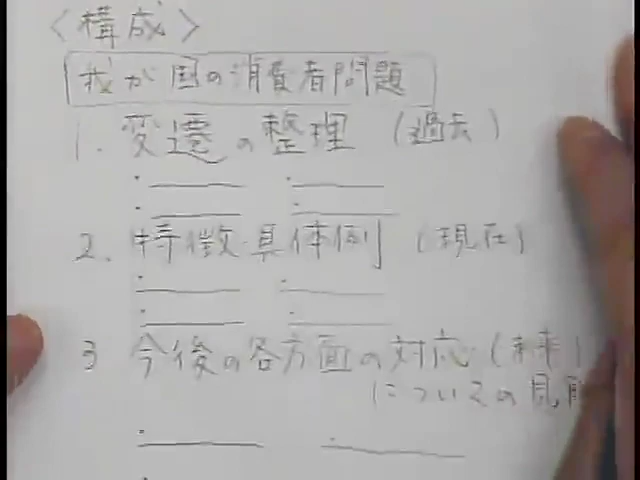 〈構成〉
我が国の消費者問題
1. 変遷の整理 (過去)
2. 特徴・具体例 (現在)
3 今後の各方面の対応 (未来)
についての見